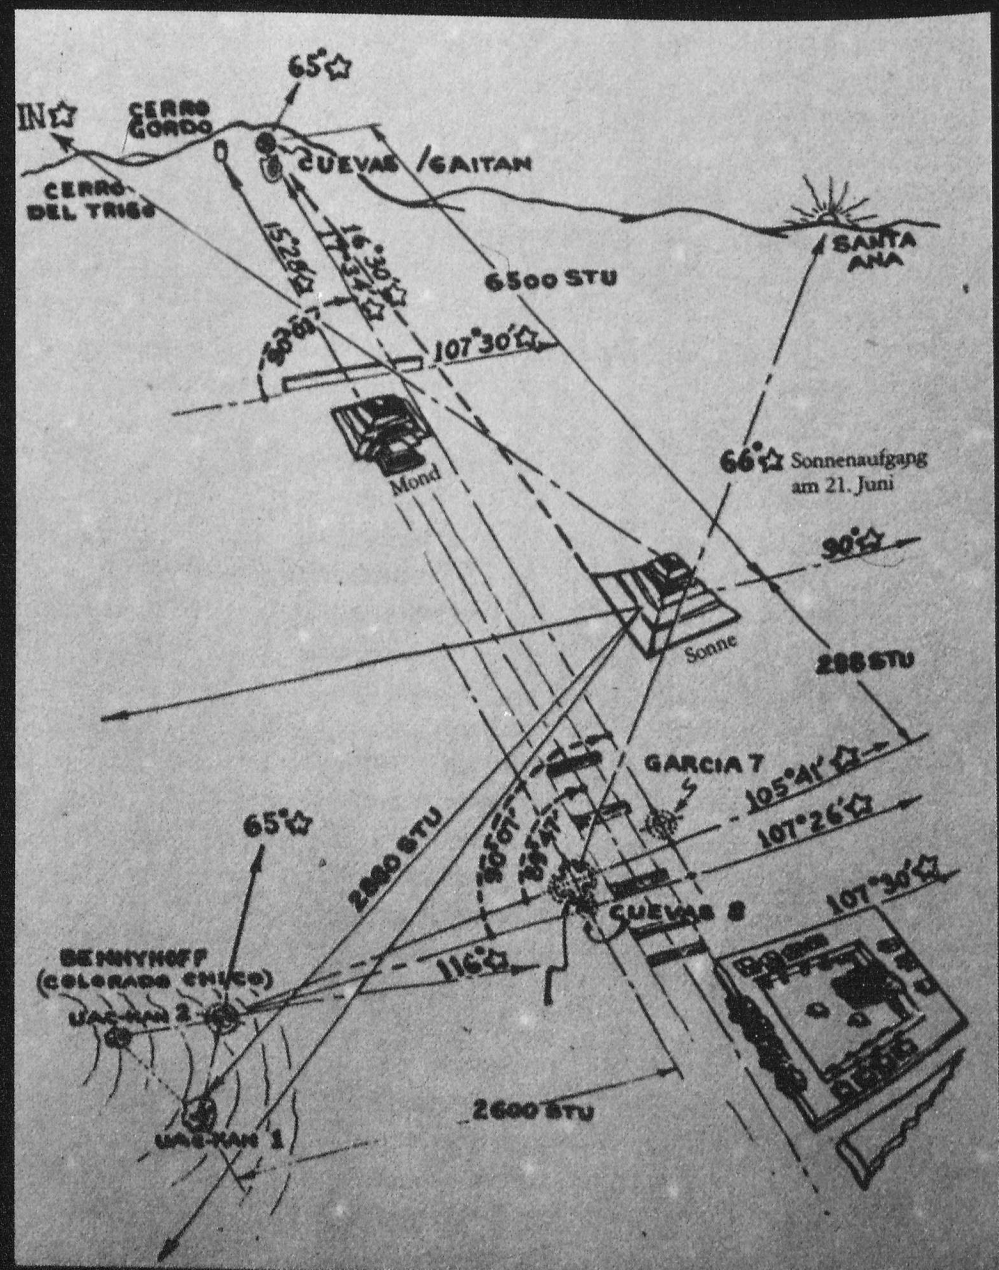 65°☆
IN☆
CERRO
GORDO
CUEVAS /GAITAN
CERRO
DEL TRIGO
SANTA
ANA
15°28'☆
17°34'☆
16°30'☆
6500 STU
107°30'☆
Mond
66°☆ Sonnenaufgang
am 21. Juni
90°☆
Sonne
288 STU
GARCIA 7
105°41'☆
107°26'☆
65°☆
2880 STU
90°07'
89°47'
107°30'☆
CUEVAS 8
116°☆
BENNYHOFF
(COLORADO CHICO)
UAC-KAN 2
UAC-KAN 1
2600 STU